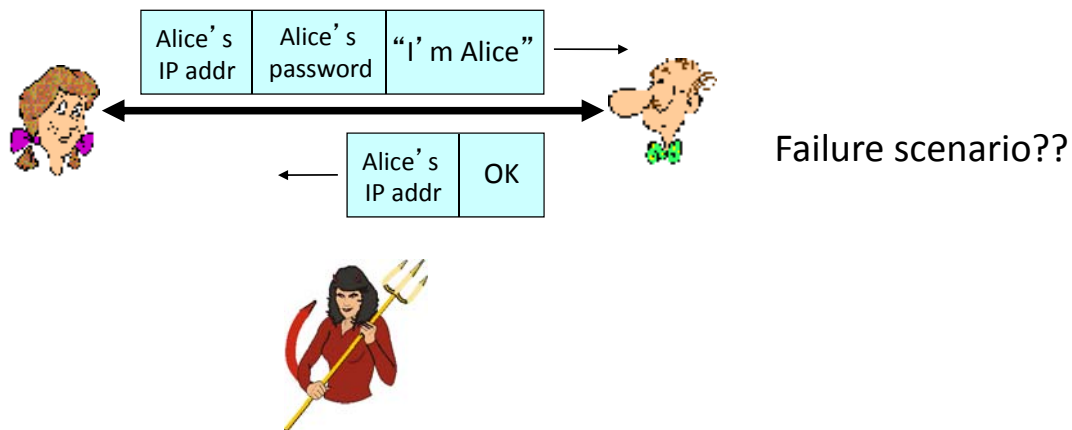 Alice’s
IP addr
Alice’s
password
“I’m Alice”
Failure scenario??
Alice’s
IP addr
OK